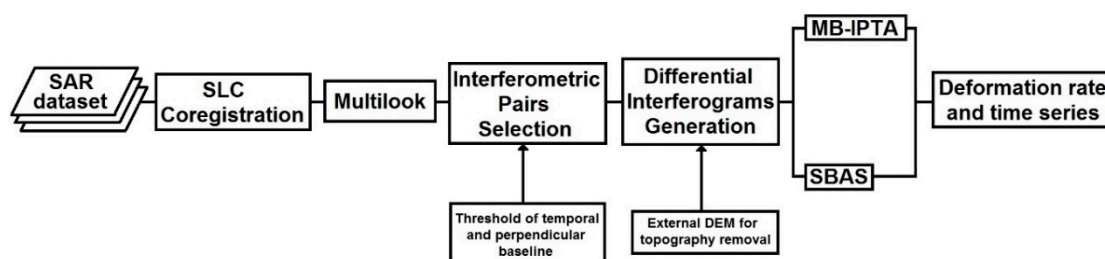 SAR
dataset
SLC
Coregistration
Multilook
Interferometric
Pairs
Selection
Differential
Interferograms
Generation
MB-IPTA
SBAS
Deformation rate
and time series
Threshold of temporal
and perpendicular
baseline
External DEM for
topography removal